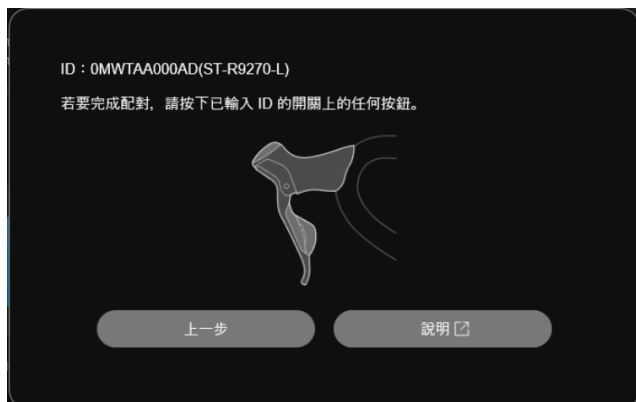 ID：0MWTAA000AD(ST-R9270-L)
若要完成配對，請按下已輸入 ID 的開關上的任何按鈕。
上一步
說明